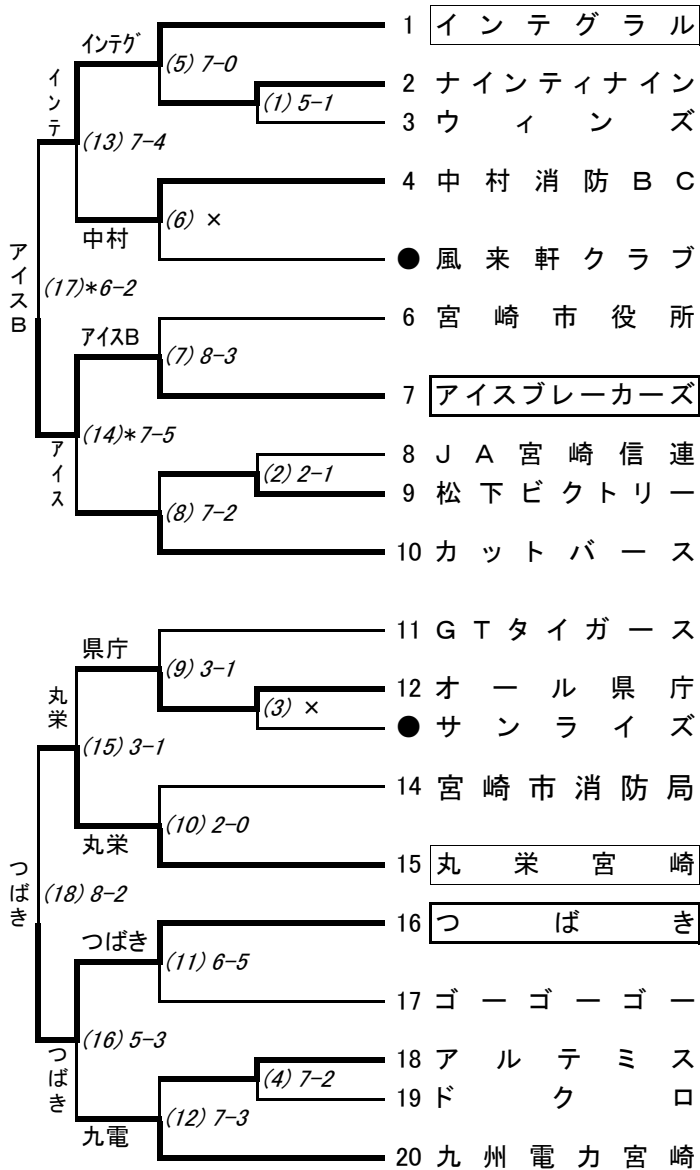 1 インテグラル
インテグ
(5) 7-0
2 ナインティナイン
(1) 5-1
3 ウィンズ
インテ
(13) 7-4
4 中村消防ＢＣ
(6) ×
中村
● 風来軒クラブ
アイスＢ
(17)*6-2
6 宮崎市役所
アイスB
(7) 8-3
7 アイスブレーカーズ
(14)*7-5
アイス
8 ＪＡ宮崎信連
(2) 2-1
9 松下ビクトリー
(8) 7-2
10 カットバース
11 ＧＴタイガース
県庁
(9) 3-1
12 オール県庁
(3) ×
● サンライズ
丸栄
(15) 3-1
14 宮崎市消防局
(10) 2-0
丸栄
15 丸栄宮崎
つばき
(18) 8-2
16 つばき
つばき
(11) 6-5
17 ゴーゴーゴー
(16) 5-3
つばき
18 アルテミス
(4) 7-2
19 ドクロ
(12) 7-3
九電
20 九州電力宮崎